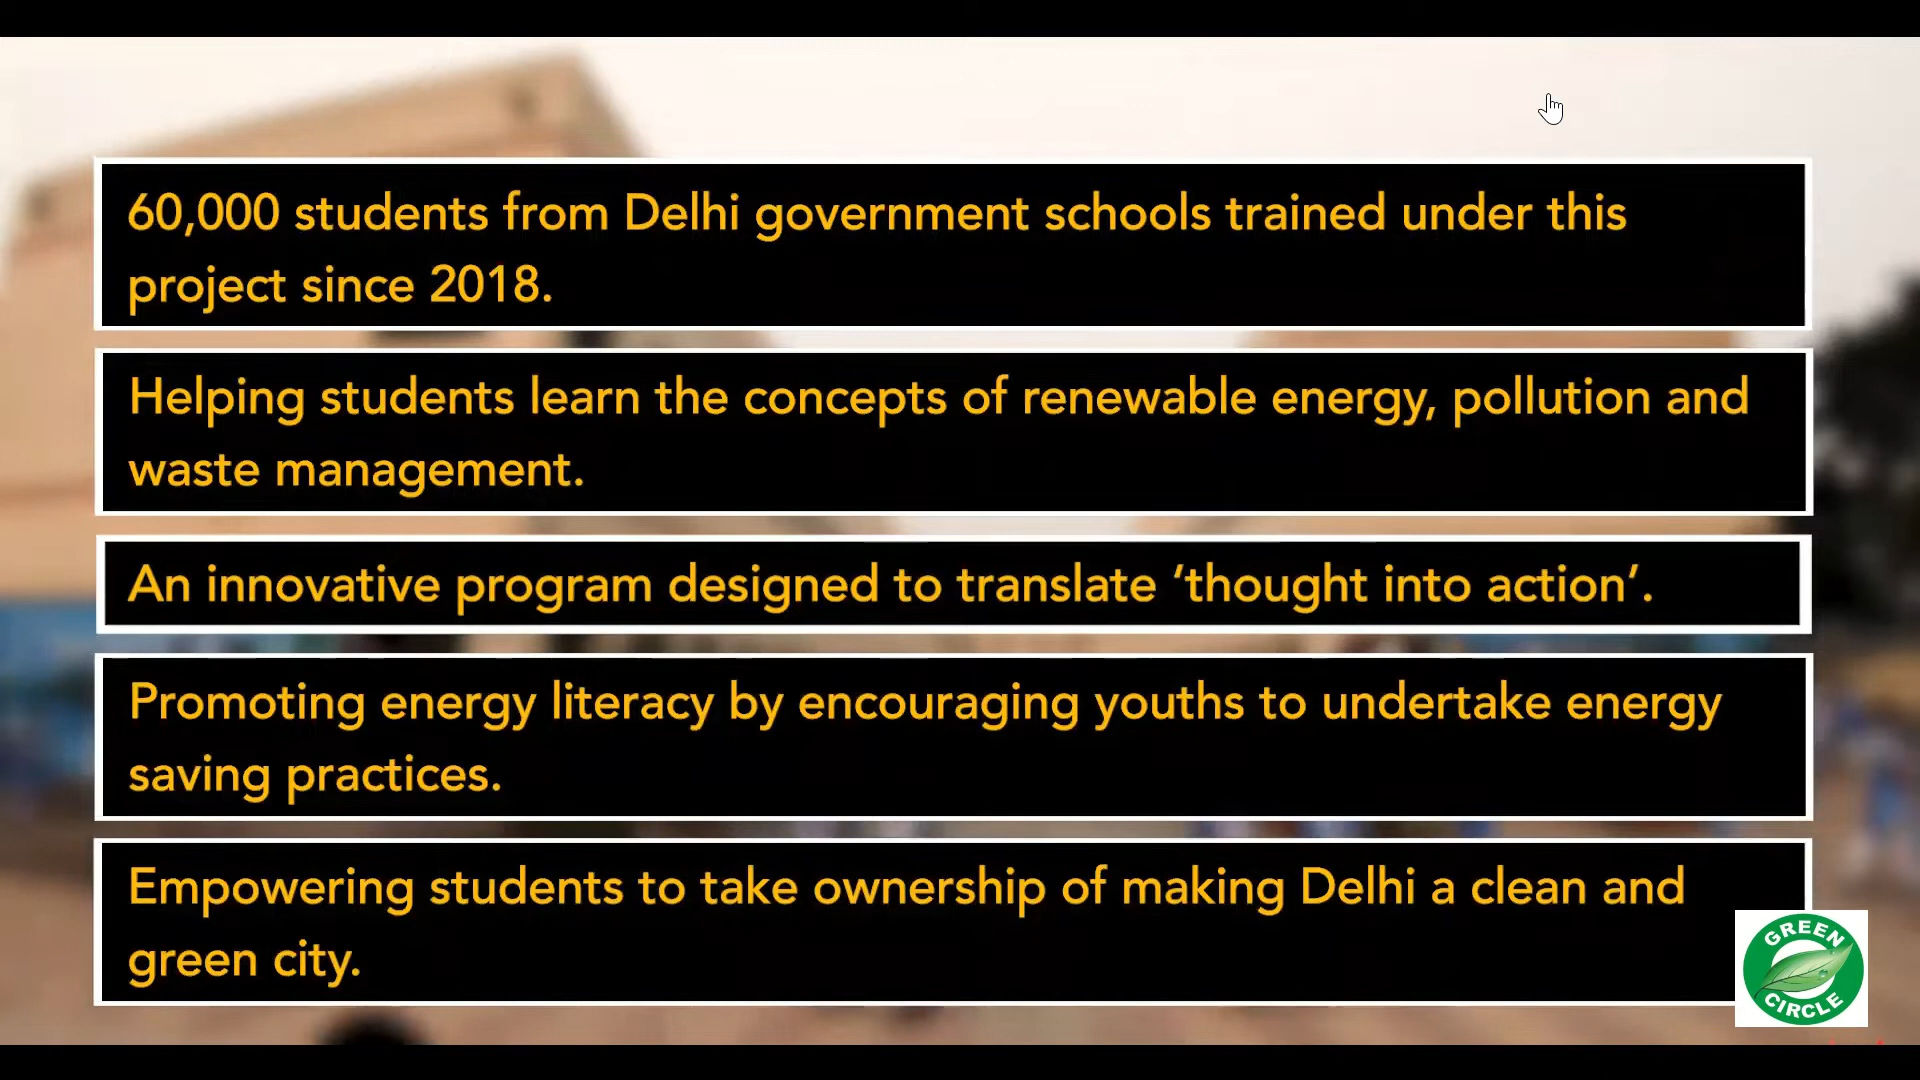 60,000 students from Delhi government schools trained under this
project since 2018.
Helping students learn the concepts of renewable energy, pollution and
waste management.
An innovative program designed to translate ‘thought into action’.
Promoting energy literacy by encouraging youths to undertake energy
saving practices.
Empowering students to take ownership of making Delhi a clean and
green city.
GREEN
CIRCLE